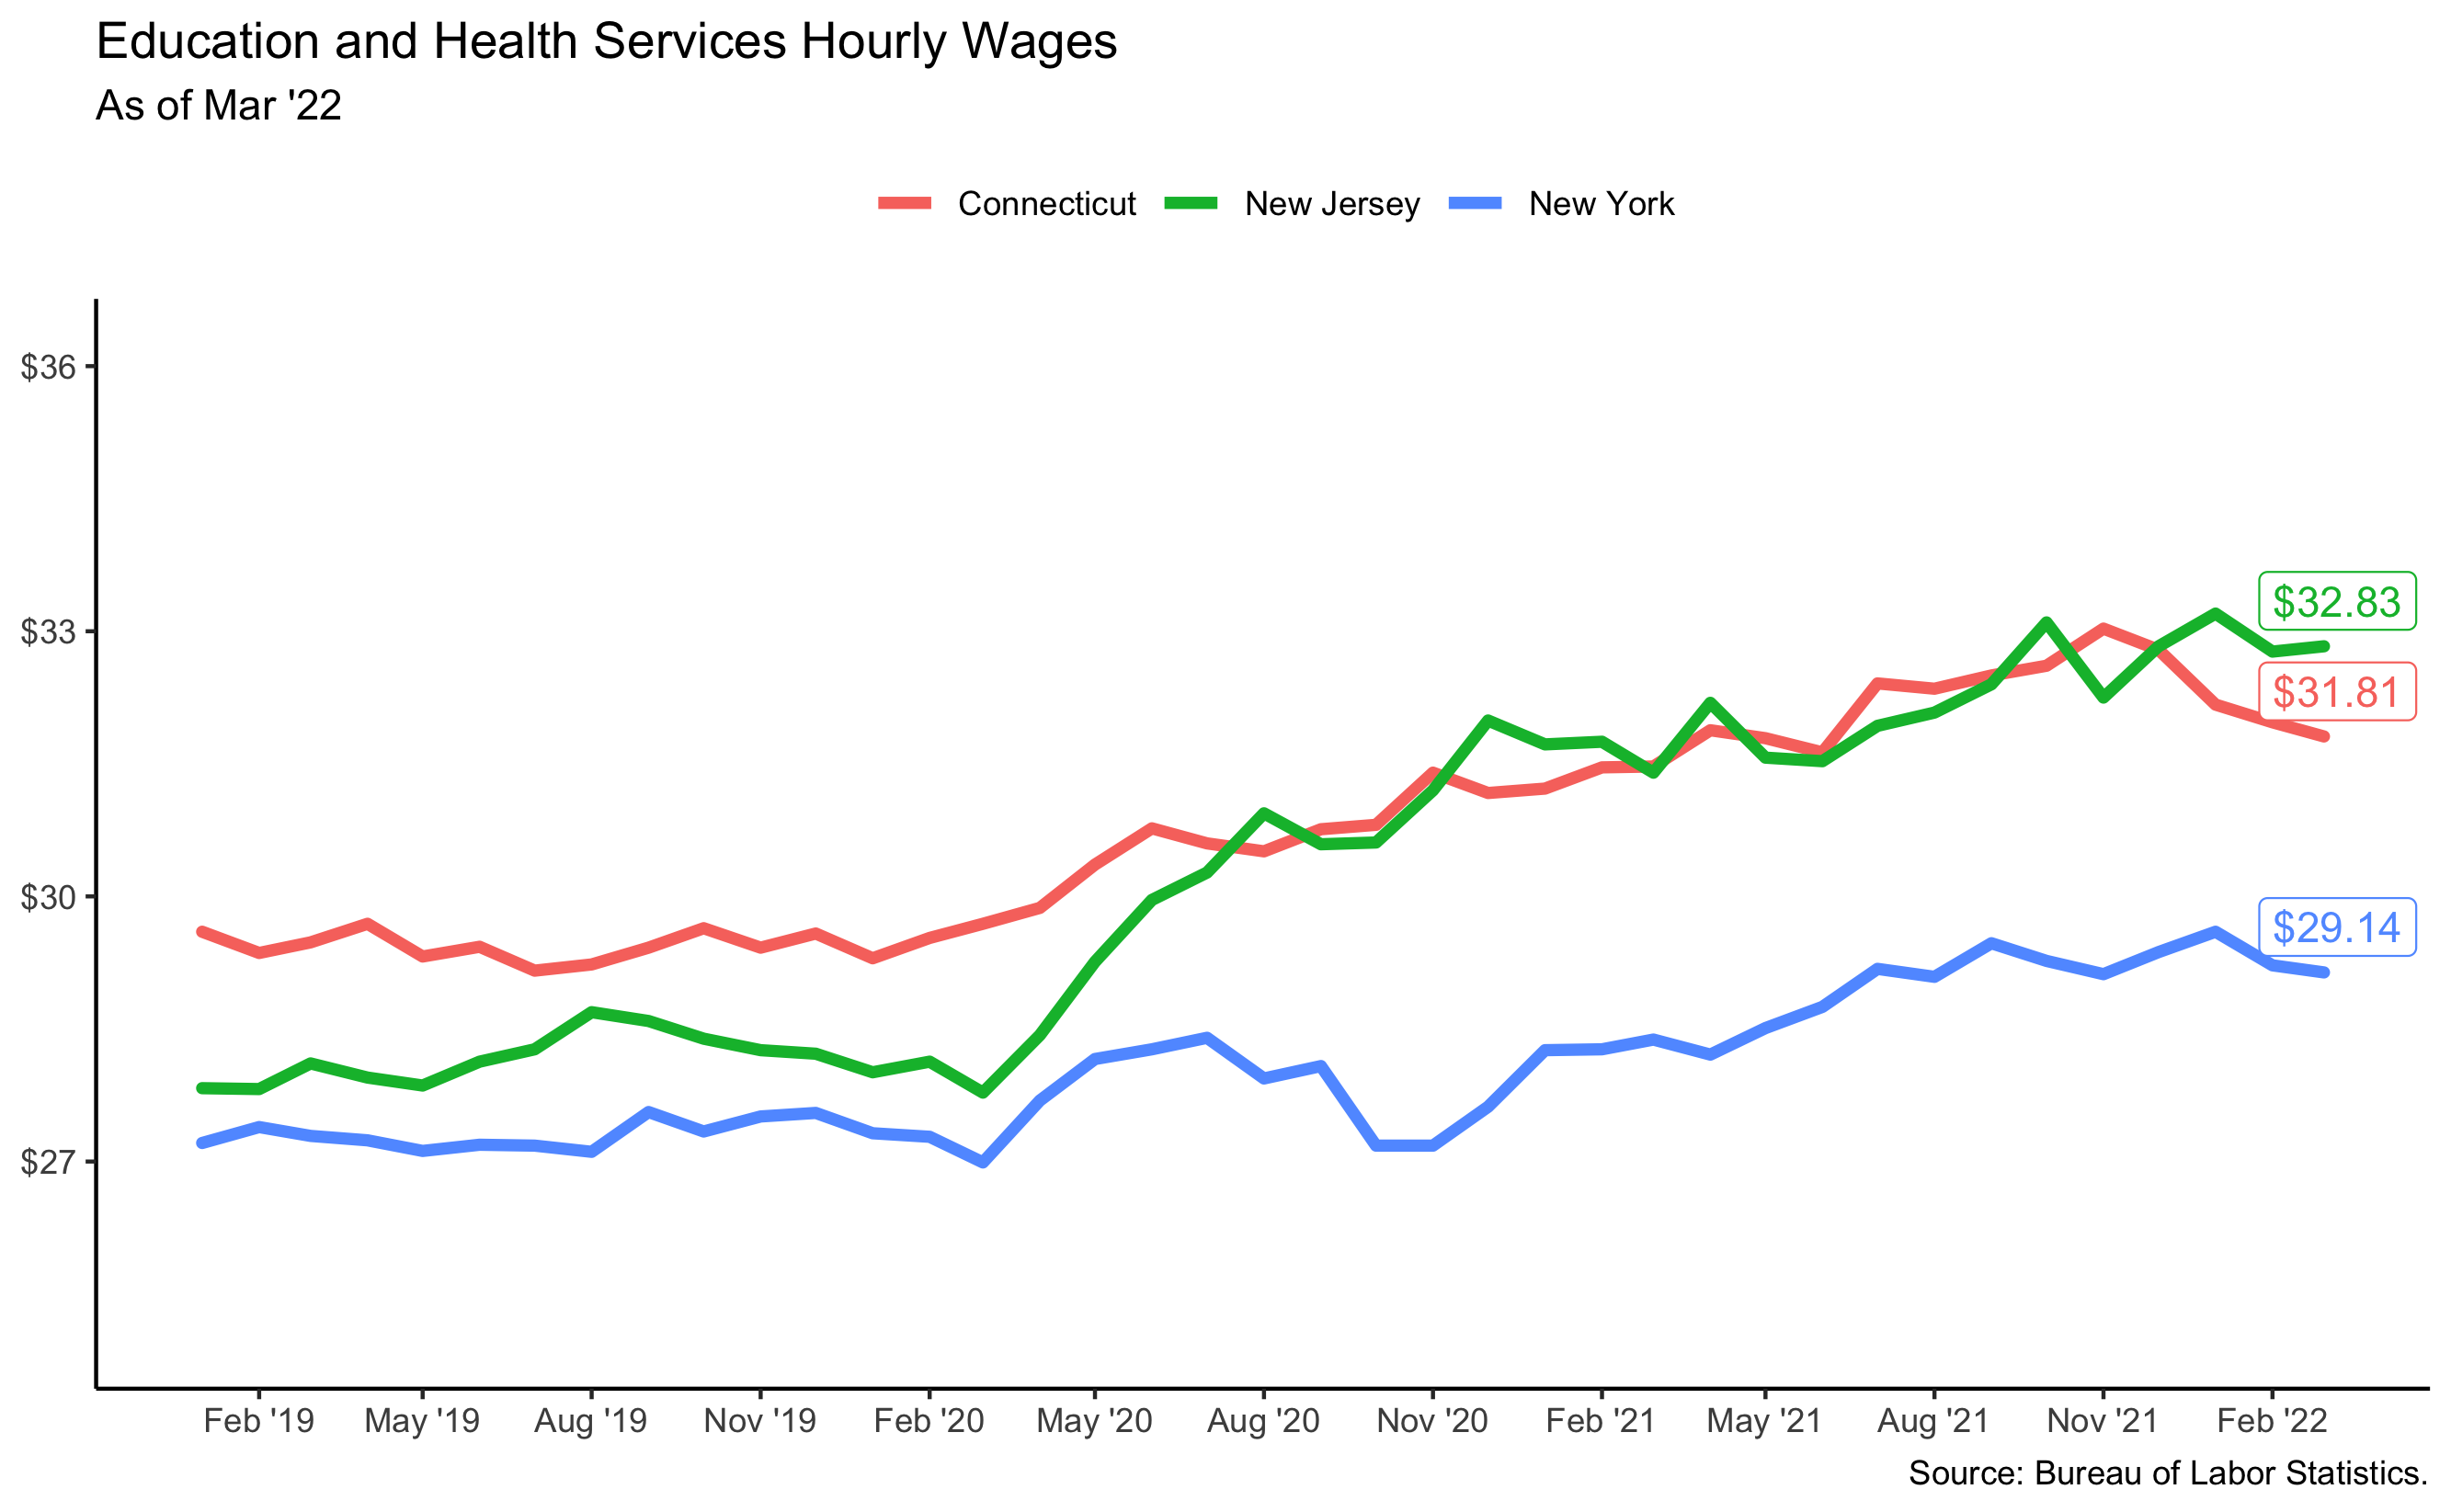 Education and Health Services Hourly Wages
As of Mar '22
Connecticut New Jersey New York
$36
$33
$30
$27
$32.83
$31.81
$29.14
Feb '19 May '19 Aug '19 Nov '19 Feb '20 May '20 Aug '20 Nov '20 Feb '21 May '21 Aug '21 Nov '21 Feb '22
Source: Bureau of Labor Statistics.